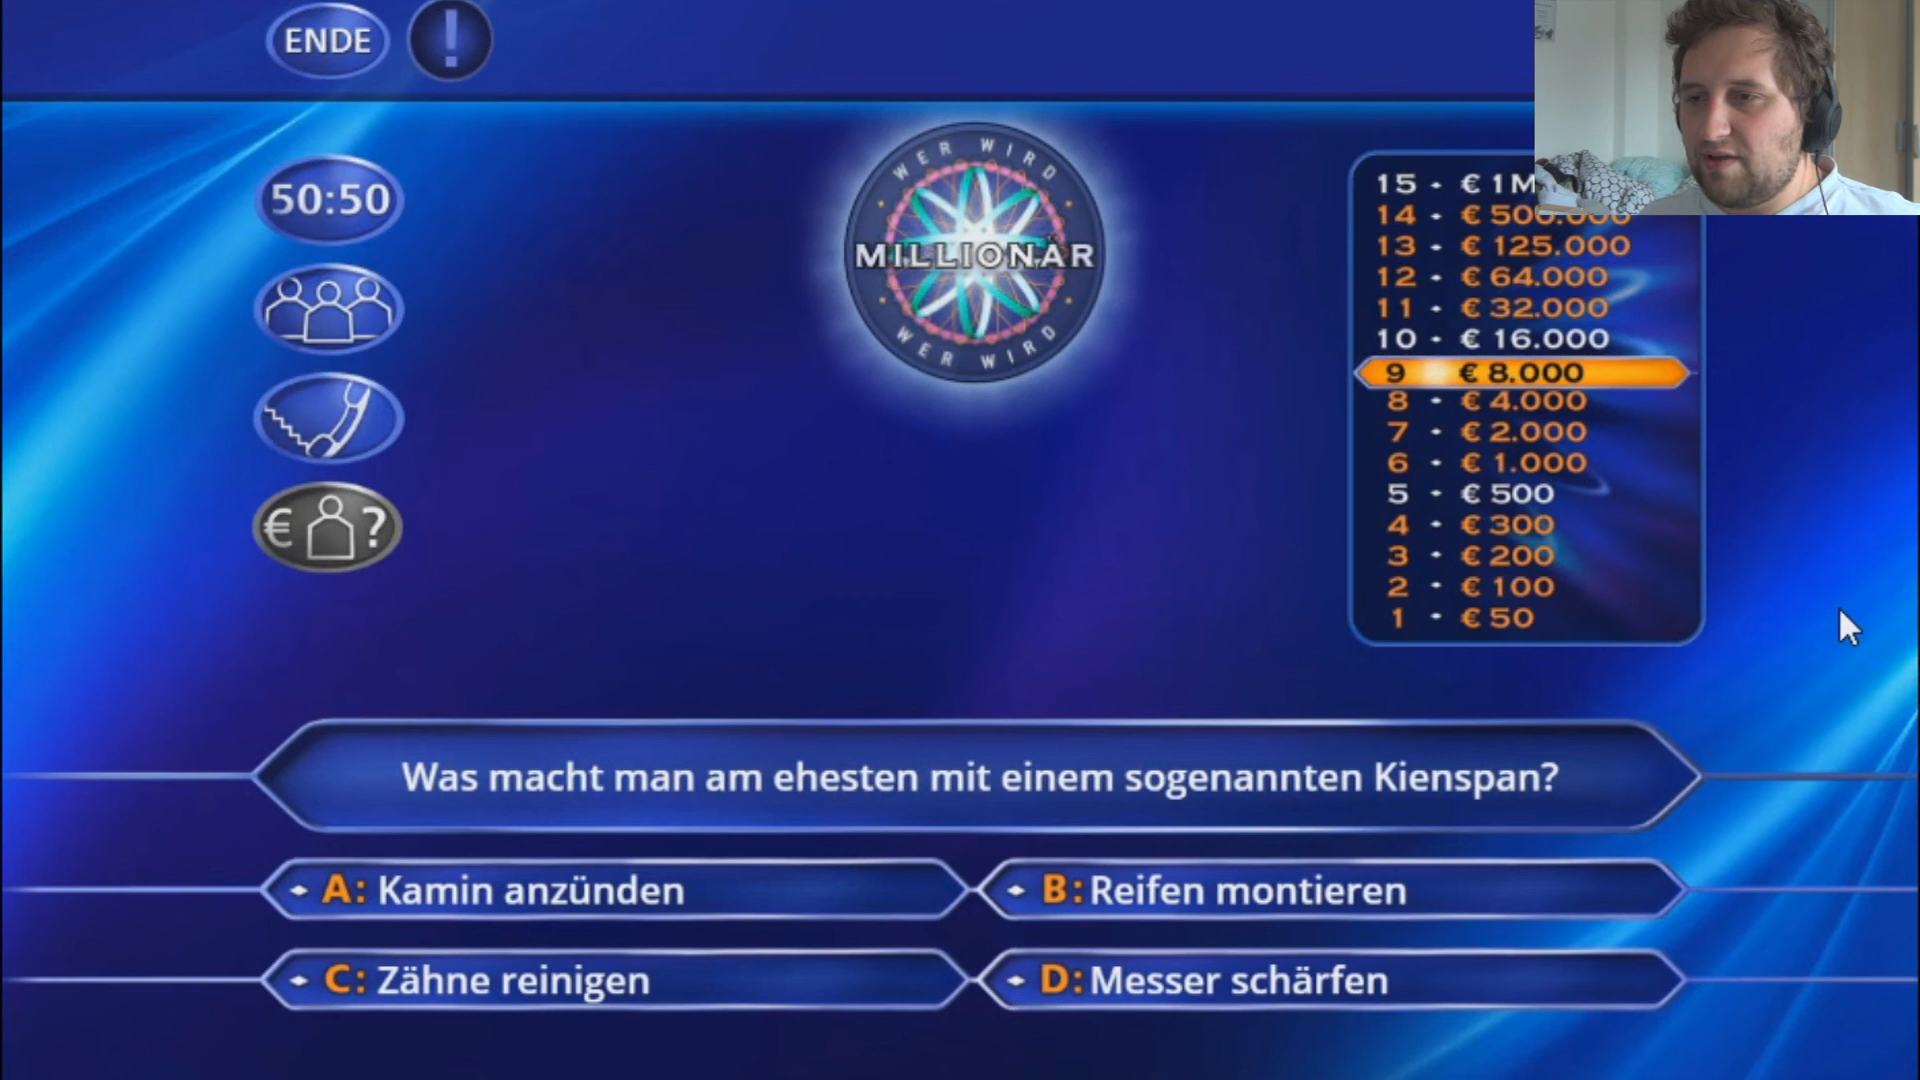 ENDE
!
50:50
€ ?
WER WIRD
MILLIONÄR
WER WIRD
15 • € 1 M
14 • € 500.000
13 • € 125.000
12 • € 64.000
11 • € 32.000
10 • € 16.000
9 € 8.000
8 • € 4.000
7 • € 2.000
6 • € 1.000
5 • € 500
4 • € 300
3 • € 200
2 • € 100
1 • € 50
Was macht man am ehesten mit einem sogenannten Kienspan?
A: Kamin anzünden
B: Reifen montieren
C: Zähne reinigen
D: Messer schärfen